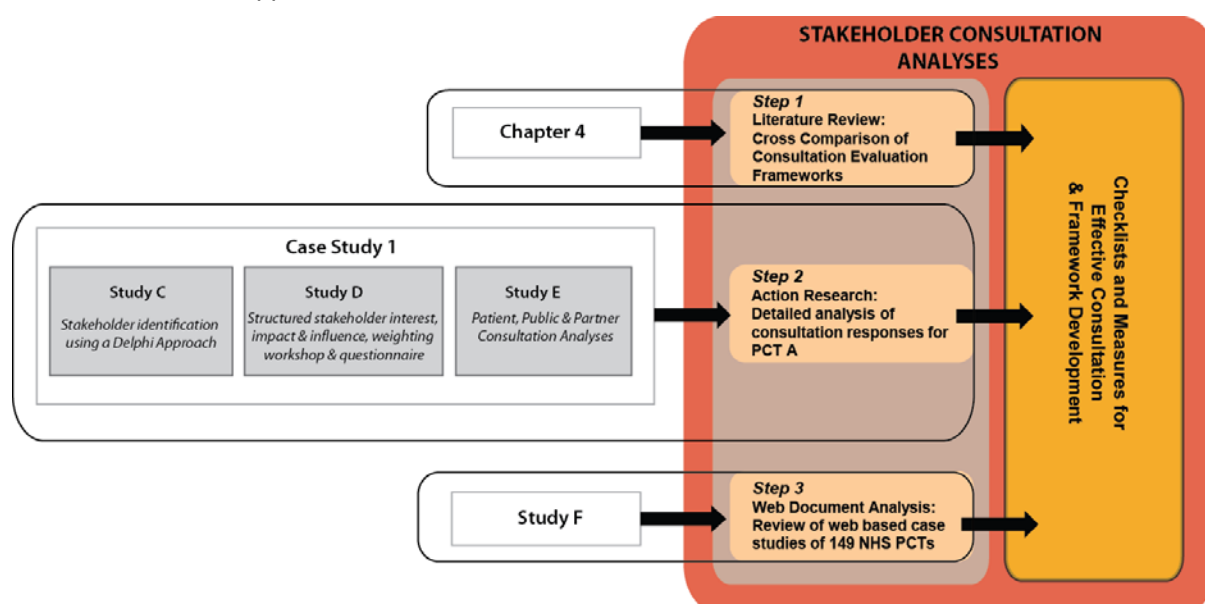 STAKEHOLDER CONSULTATION
ANALYSES
Chapter 4
Step 1
Literature Review:
Cross Comparison of
Consultation Evaluation
Frameworks
Case Study 1
Study C
Stakeholder identification
using a Delphi Approach
Study D
Structured stakeholder interest,
impact & influence, weighting
workshop & questionnaire
Study E
Patient, Public & Partner
Consultation Analyses
Step 2
Action Research:
Detailed analysis of
consultation responses for
PCT A
Study F
Step 3
Web Document Analysis:
Review of web based case
studies of 149 NHS PCTs
Checklists and Measures for
Effective Consultation
& Framework Development